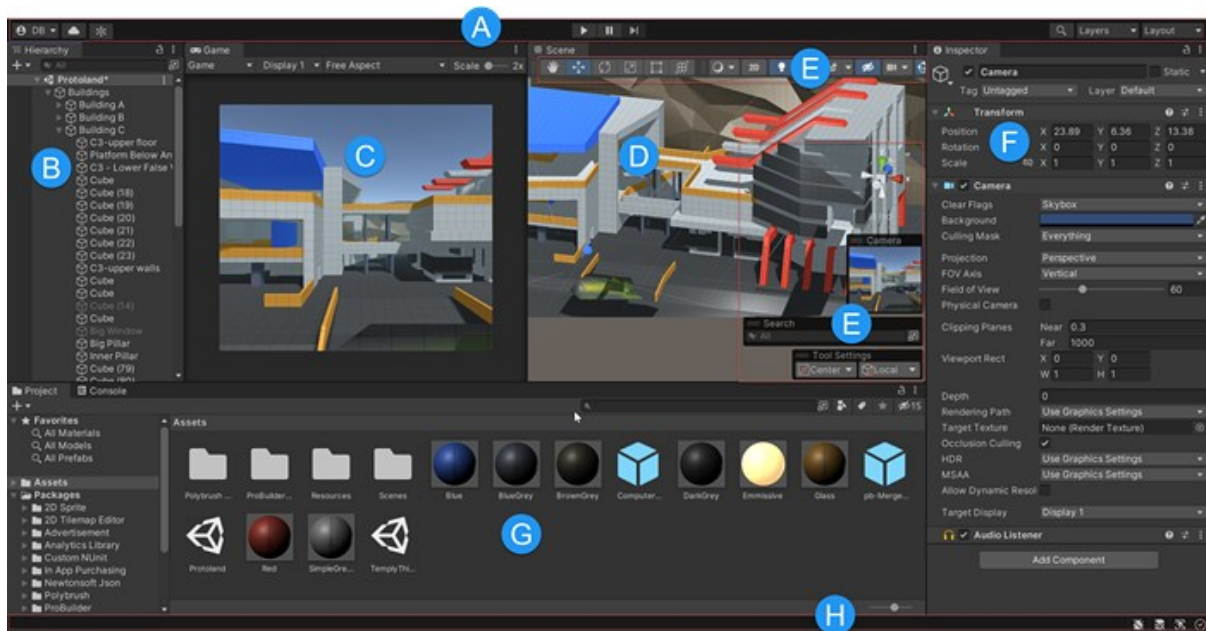 A
DB
Layers
Layout
Hierarchy
All
Protoland*
Buildings
Building A
Building B
Building C
C3-upper floor
Platform Below An
C3 - Lower False
Cube
Cube (18)
Cube (19)
Cube (20)
Cube (21)
Cube (22)
Cube (23)
C3-upper walls
Cube
Cube
Cube (14)
Cube
Big Window
Big Pillar
Inner Pillar
Cube (79)
Cube (80)
B
Game
Game
Display 1
Free Aspect
Scale
2x
C
Scene
2D
E
D
Camera
E
Search
All
Tool Settings
Center
Local
Inspector
Camera
Static
Tag Untagged
Layer Default
Transform
F
Position X 23.89 Y 6.36 Z 13.38
Rotation X 0 Y 0 Z 0
Scale X 1 Y 1 Z 1
Camera
Clear Flags Skybox
Background
Culling Mask Everything
Projection Perspective
FOV Axis Vertical
Field of View 60
Physical Camera
Clipping Planes Near 0.3
Far 1000
Viewport Rect X 0 Y 0
W 1 H 1
Depth 0
Rendering Path Use Graphics Settings
Target Texture None (Render Texture)
Occlusion Culling
HDR Use Graphics Settings
MSAA Use Graphics Settings
Allow Dynamic Resol
Target Display Display 1
Audio Listener
Add Component
Project
Console
15
Favorites
All Materials
All Models
All Prefabs
Assets
Packages
2D Sprite
2D Tilemap Editor
Advertisement
Analytics Library
Custom NUnit
In App Purchasing
Newtonsoft Json
Polybrush
ProBuilder
Assets
Polybrush ...
ProBuilder...
Resources
Scenes
Blue
BlueGrey
BrownGrey
Computer...
DarkGrey
Emmissive
Glass
pb-Merge...
Protoland
Red
SimpleGre...
TemplyThi...
G
H